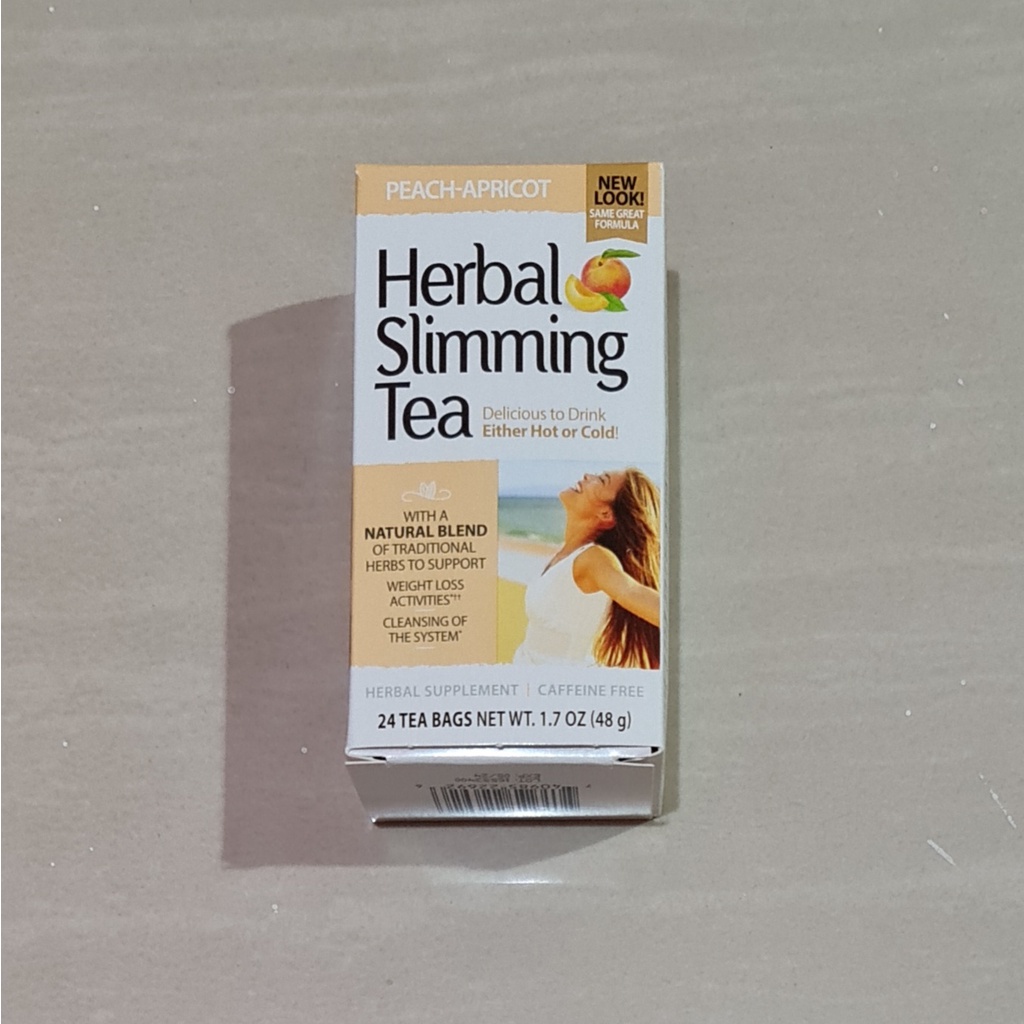 PEACH-APRICOT
NEW
LOOK!
SAME GREAT
FORMULA
Herbal
Slimming
Tea
Delicious to Drink
Either Hot or Cold!
WITH A
NATURAL BLEND
OF TRADITIONAL
HERBS TO SUPPORT
WEIGHT LOSS
ACTIVITIES*††
CLEANSING OF
THE SYSTEM*
HERBAL SUPPLEMENT | CAFFEINE FREE
24 TEA BAGS NET WT. 1.7 OZ (48 g)